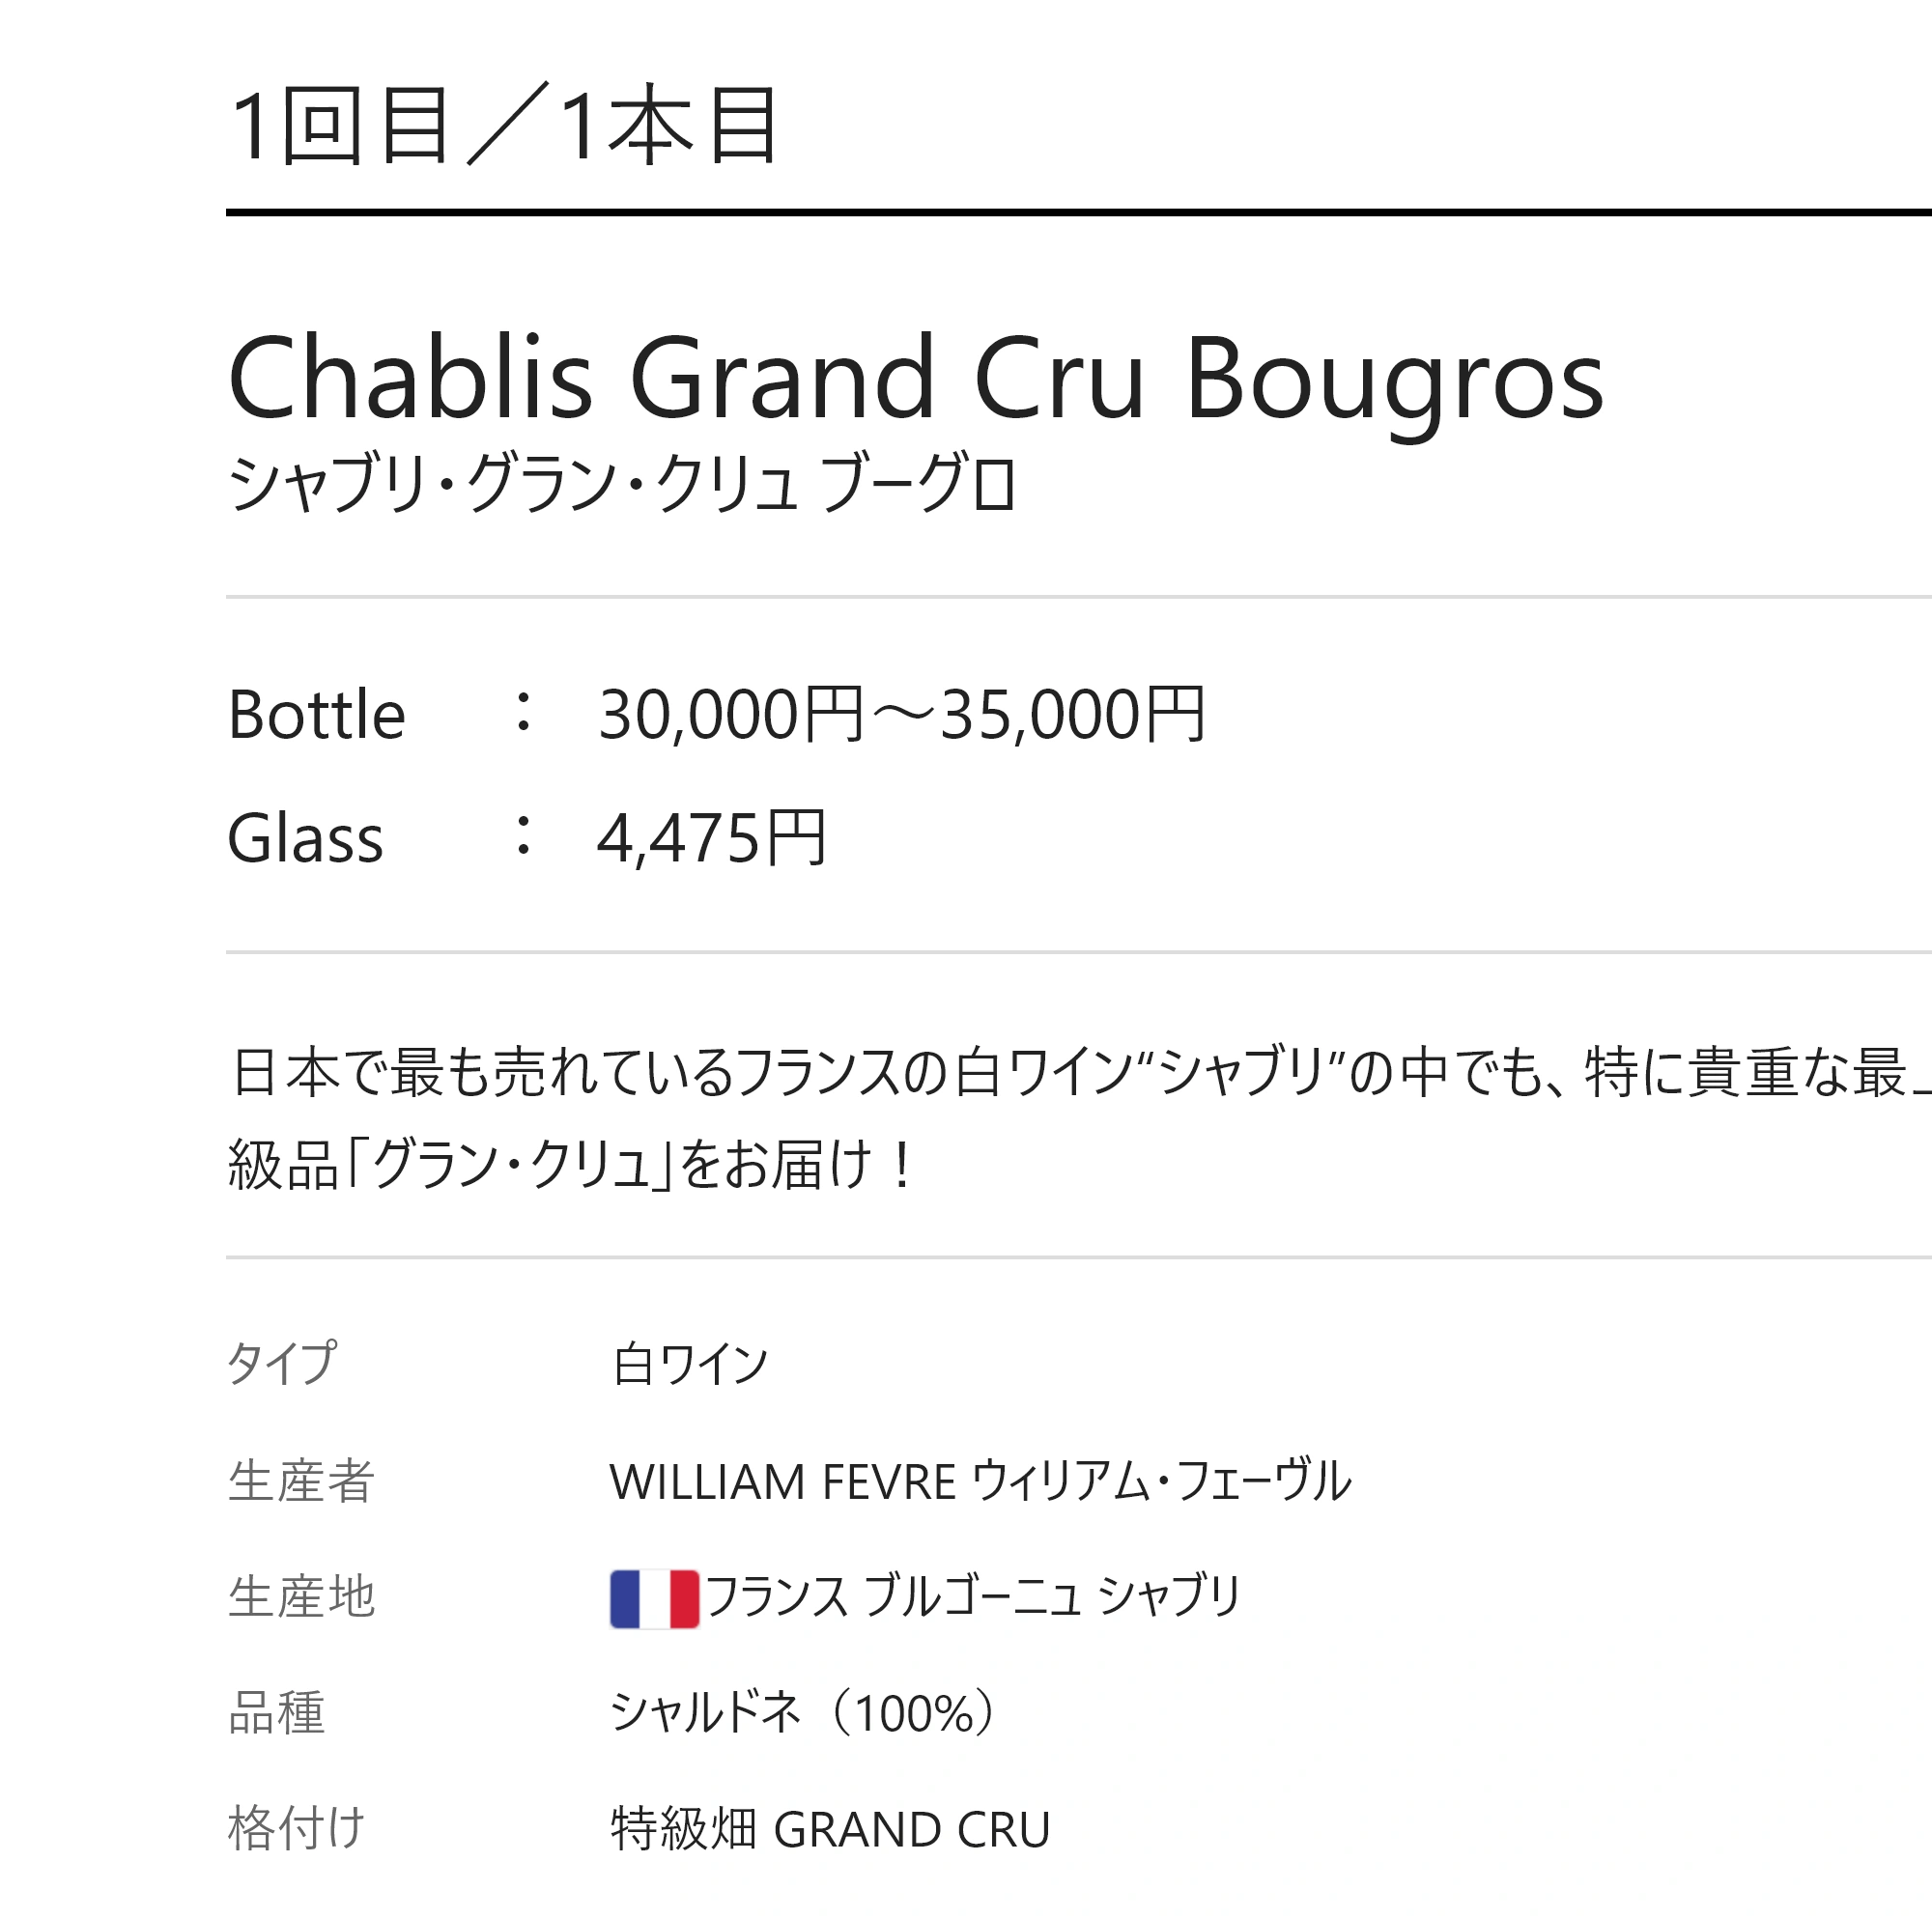 1回目／1本目
Chablis Grand Cru Bougros
シャブリ・グラン・クリュ ブーグロ
Bottle ： 30,000円～35,000円
Glass ： 4,475円
日本で最も売れているフランスの白ワイン“シャブリ”の中でも、特に貴重な最上
級品「グラン・クリュ」をお届け！
タイプ 白ワイン
生産者 WILLIAM FEVRE ウィリアム・フェーヴル
生産地 フランス ブルゴーニュ シャブリ
品種 シャルドネ（100%）
格付け 特級畑 GRAND CRU